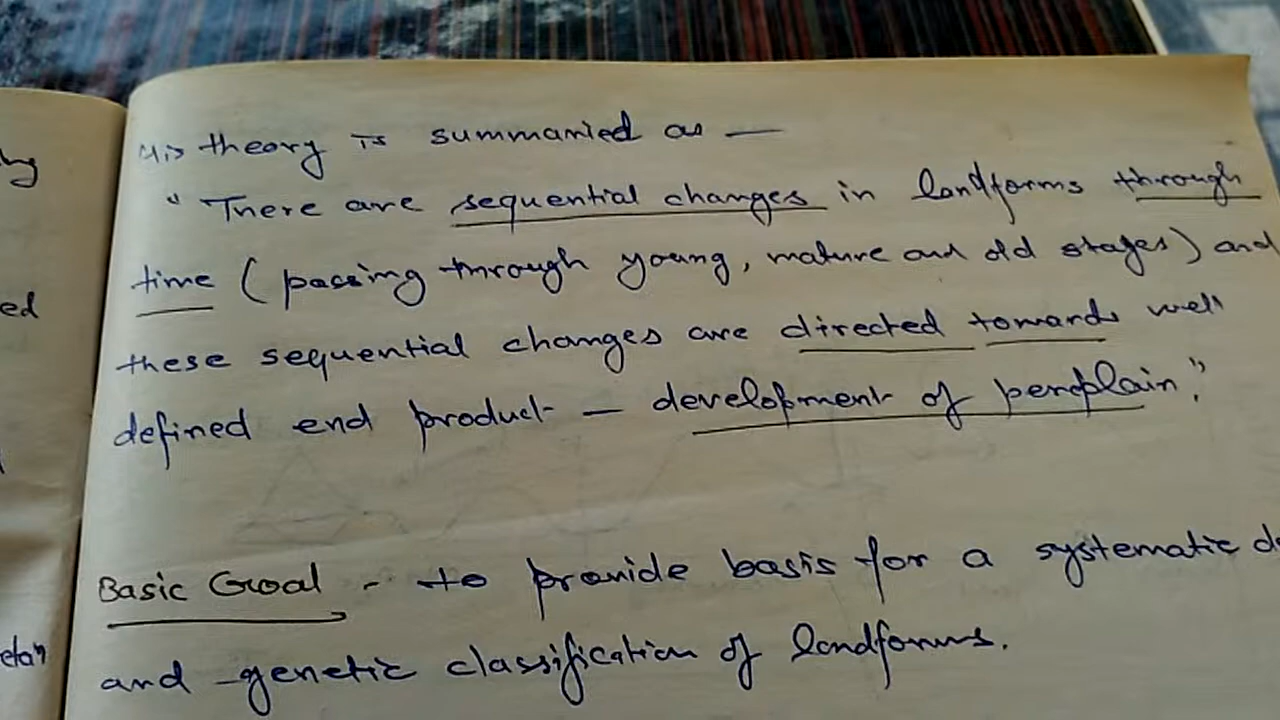 His theory is summaried as —
" There are sequential changes in landforms through
time ( passing through young, mature and old stages) and
these sequential changes are directed towards well
defined end product — development of peneplain".
Basic Goal - to provide basis for a systematic
and genetic classification of landforms.
ed